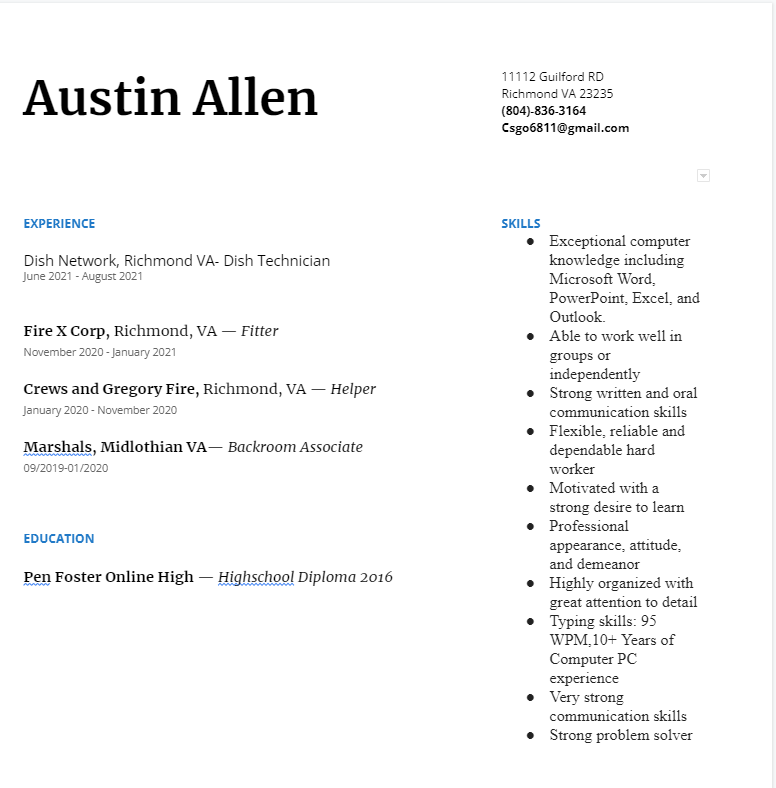 Austin Allen
11112 Guilford RD
Richmond VA 23235
(804)-836-3164
Csgo6811@gmail.com
EXPERIENCE
Dish Network, Richmond VA- Dish Technician
June 2021 - August 2021
Fire X Corp, Richmond, VA — Fitter
November 2020 - January 2021
Crews and Gregory Fire, Richmond, VA — Helper
January 2020 - November 2020
Marshals, Midlothian VA— Backroom Associate
09/2019-01/2020
EDUCATION
Pen Foster Online High — Highschool Diploma 2016
SKILLS
● Exceptional computer
knowledge including
Microsoft Word,
PowerPoint, Excel, and
Outlook.
● Able to work well in
groups or
independently
● Strong written and oral
communication skills
● Flexible, reliable and
dependable hard
worker
● Motivated with a
strong desire to learn
● Professional
appearance, attitude,
and demeanor
● Highly organized with
great attention to detail
● Typing skills: 95
WPM,10+ Years of
Computer PC
experience
● Very strong
communication skills
● Strong problem solver